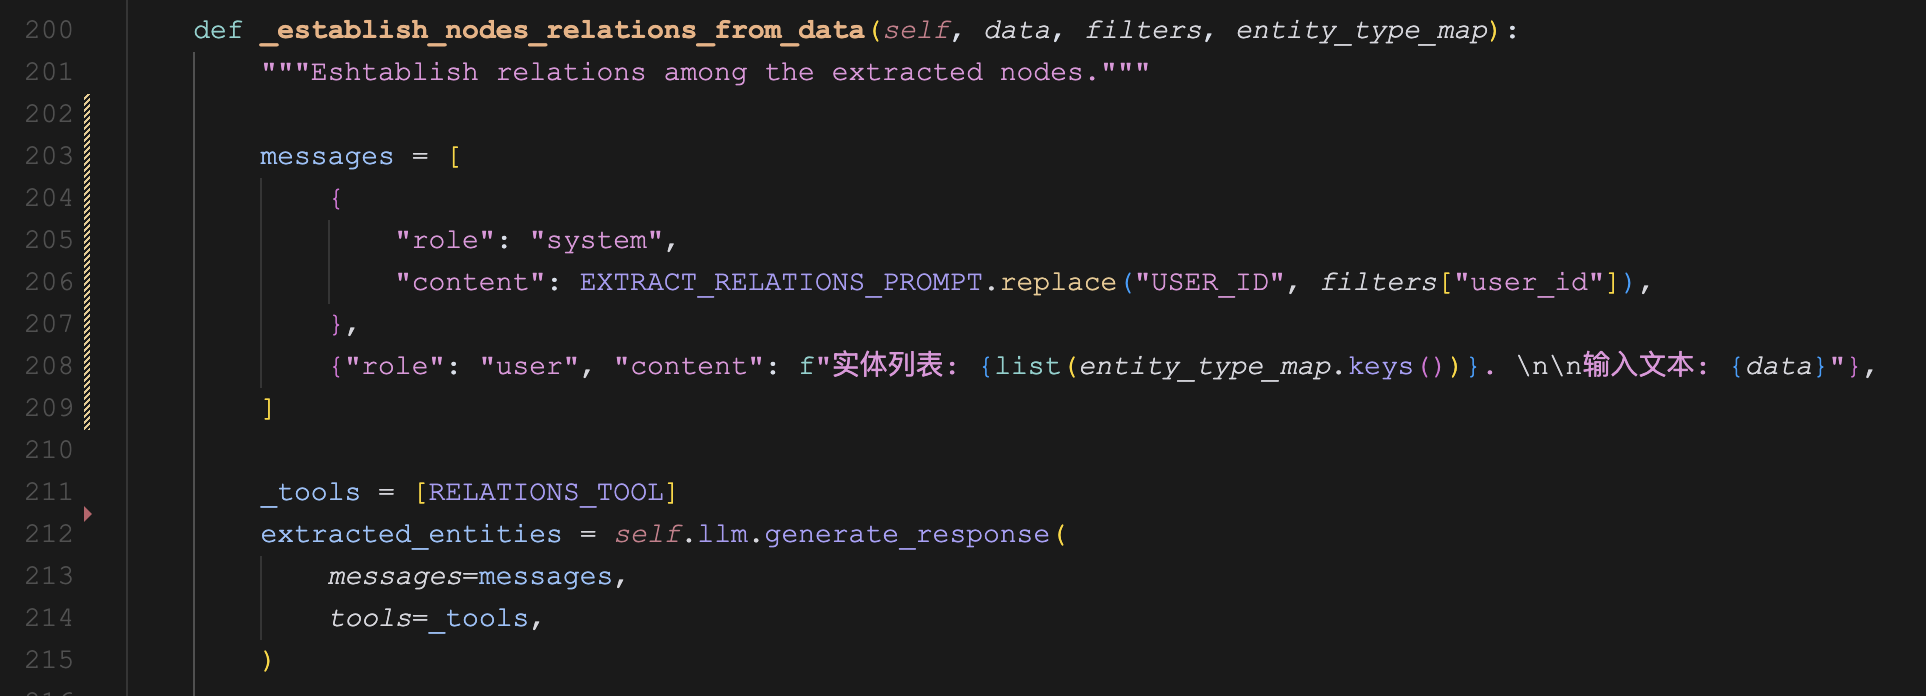 200 def _establish_nodes_relations_from_data(self, data, filters, entity_type_map):
201 """Eshtablish relations among the extracted nodes."""
202
203 messages = [
204 {
205 "role": "system",
206 "content": EXTRACT_RELATIONS_PROMPT.replace("USER_ID", filters["user_id"]),
207 },
208 {"role": "user", "content": f"实体列表: {list(entity_type_map.keys())}. \n\n输入文本: {data}"},
209 ]
210
211 _tools = [RELATIONS_TOOL]
212 extracted_entities = self.llm.generate_response(
213 messages=messages,
214 tools=_tools,
215 )